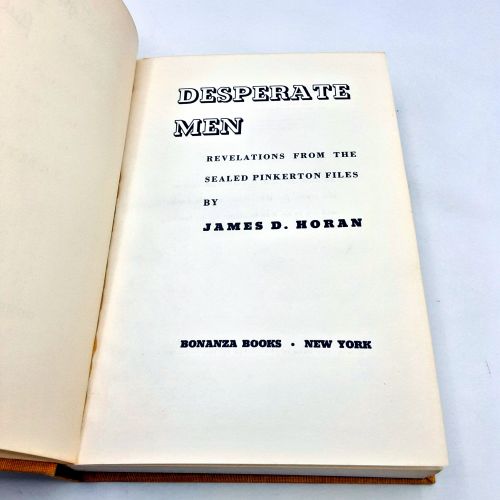 DESPERATE
MEN
REVELATIONS FROM THE
SEALED PINKERTON FILES
BY
JAMES D. HORAN
BONANZA BOOKS • NEW YORK